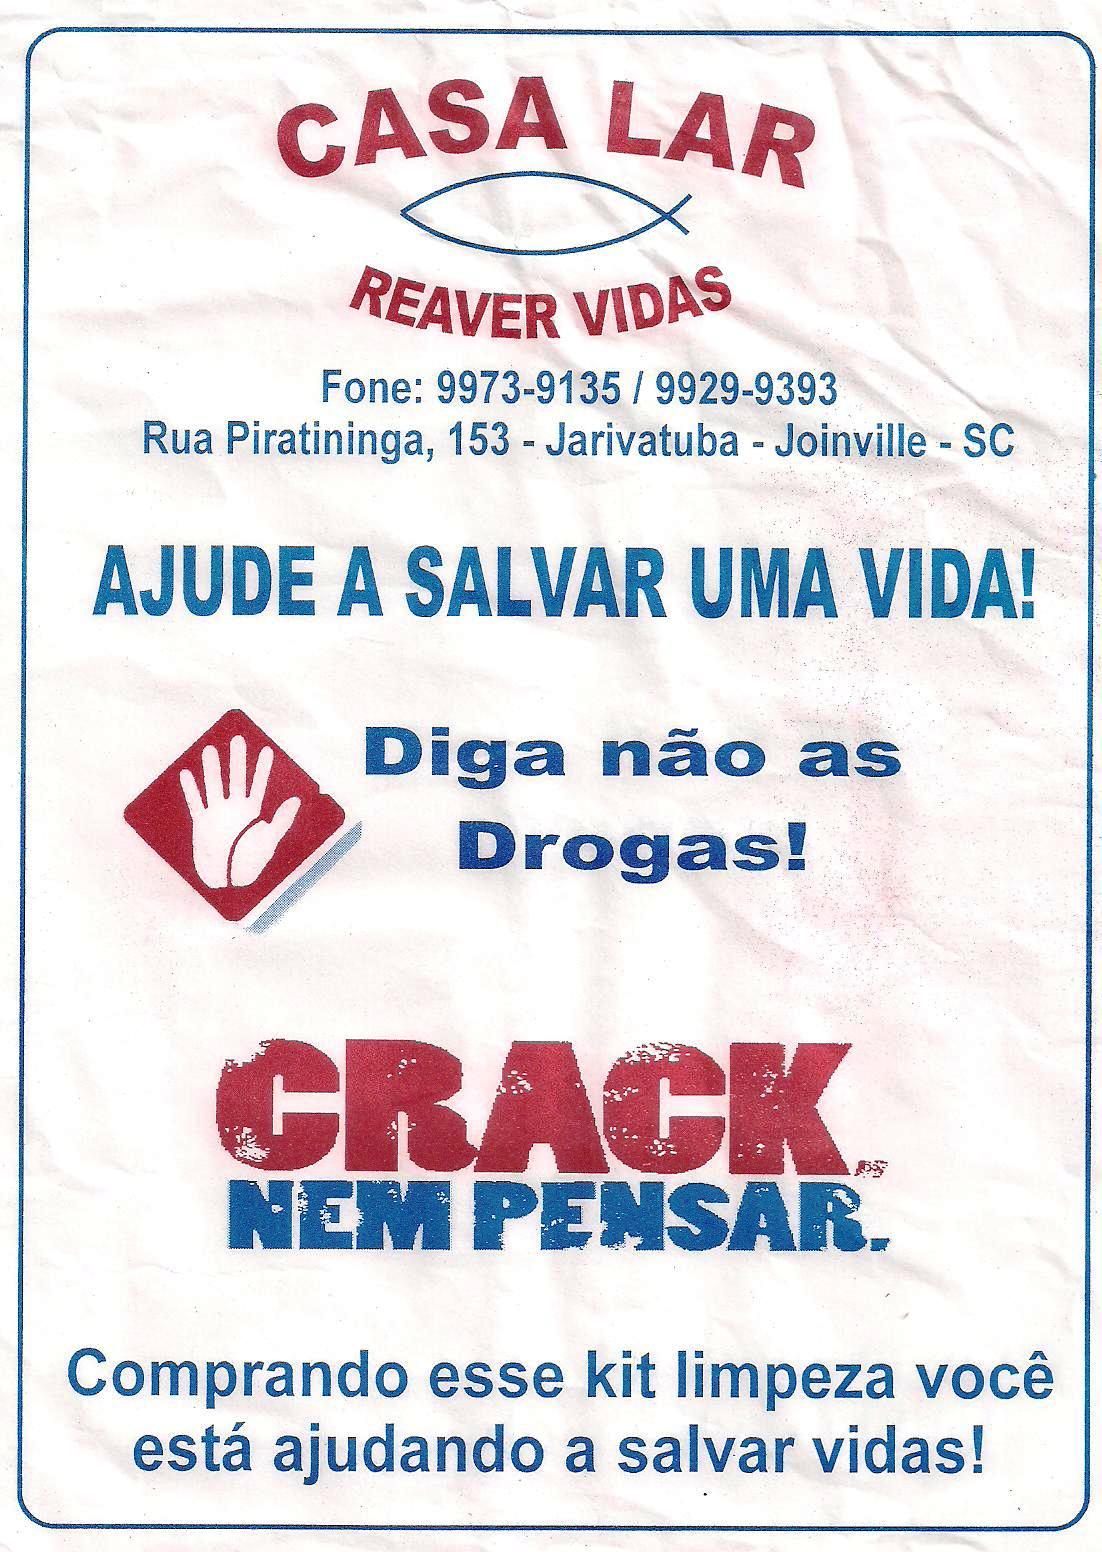 CASA LAR
REAVER VIDAS
Fone: 9973-9135 / 9929-9393
Rua Piratininga, 153 - Jarivatuba - Joinville - SC
AJUDE A SALVAR UMA VIDA!
Diga não as
Drogas!
CRACK
NEM PENSAR.
Comprando esse kit limpeza você
está ajudando a salvar vidas!